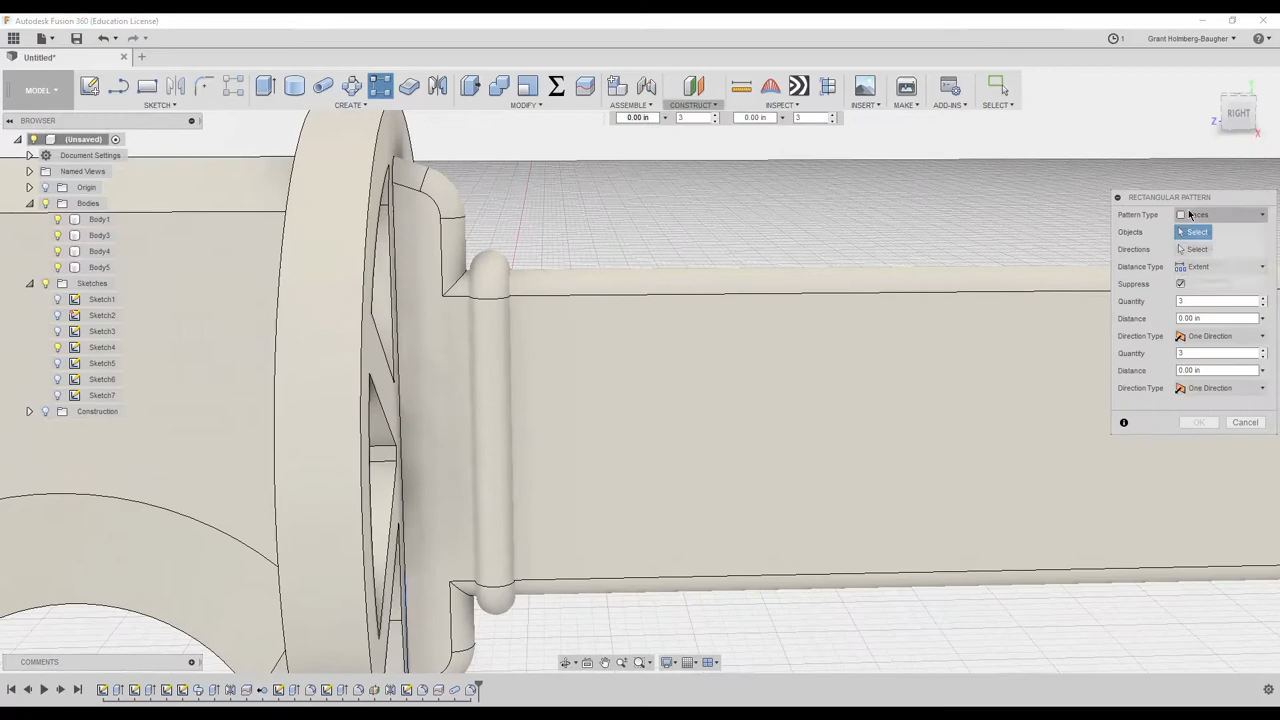 Autodesk Fusion 360 (Education License)
1 Grant Holmberg-Baugher
Untitled*
MODEL
SKETCH
CREATE
MODIFY
ASSEMBLE
CONSTRUCT
INSPECT
INSERT
MAKE
ADD-INS
SELECT
0.00 in 3 0.00 in 3
BROWSER
(Unsaved)
Document Settings
Named Views
Origin
Bodies
Body1
Body3
Body4
Body5
Sketches
Sketch1
Sketch2
Sketch3
Sketch4
Sketch5
Sketch6
Sketch7
Construction
RIGHT
Z
X
RECTANGULAR PATTERN
Pattern Type
Objects Select
Directions Select
Distance Type Extent
Suppress
Quantity 3
Distance 0.00 in
Direction Type One Direction
Quantity 3
Distance 0.00 in
Direction Type One Direction
OK Cancel
COMMENTS